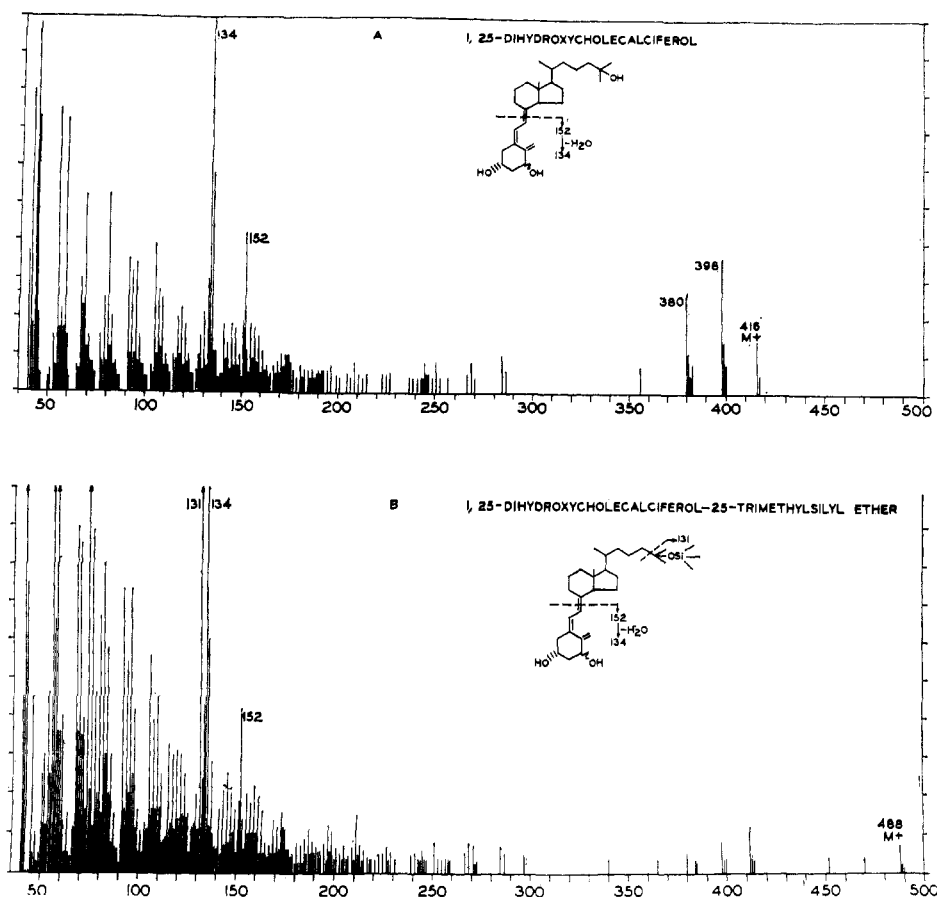 134
A
1, 25-DIHYDROXYCHOLECALCIFEROL
OH
152
-H2O
134
HO
OH
152
380
398
416
M+
50 100 150 200 250 300 350 400 450 500
131 134
B
1, 25-DIHYDROXYCHOLECALCIFEROL-25-TRIMETHYLSILYL ETHER
131
OSi
152
-H2O
134
HO
OH
152
488
M+
50 100 150 200 250 300 350 400 450 500